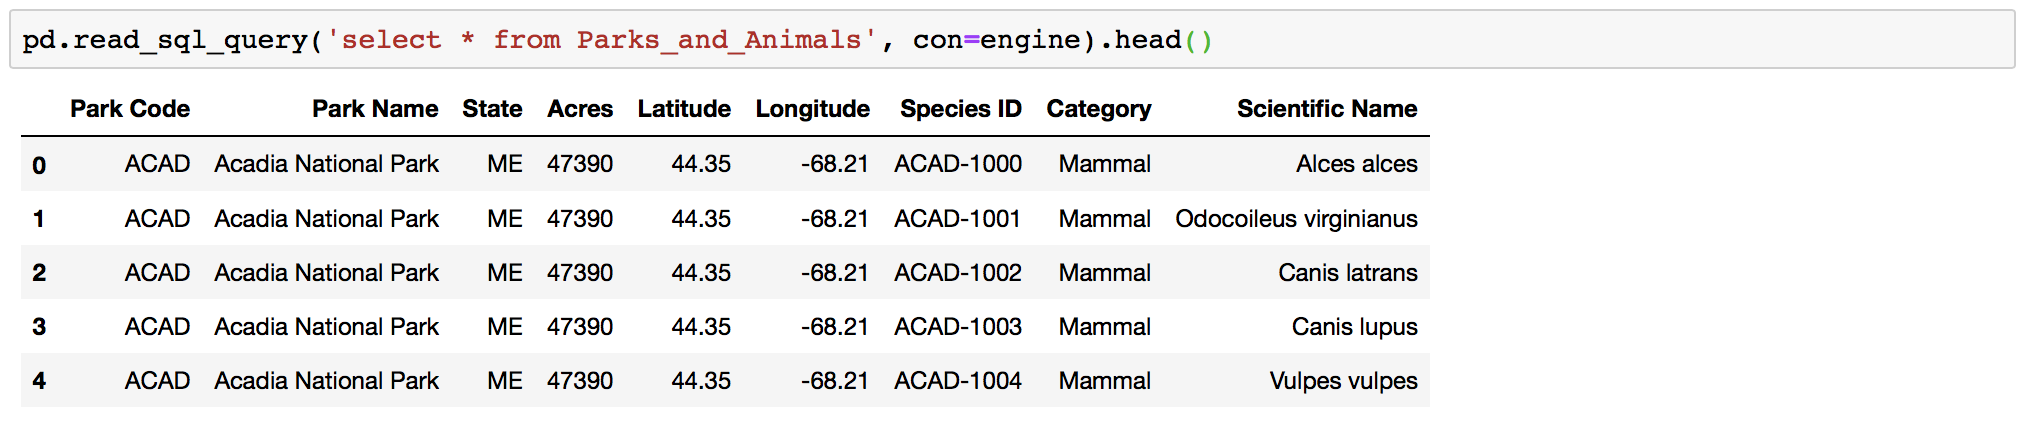 pd.read_sql_query('select * from Parks_and_Animals', con=engine).head()
Park Code Park Name State Acres Latitude Longitude Species ID Category Scientific Name
0 ACAD Acadia National Park ME 47390 44.35 -68.21 ACAD-1000 Mammal Alces alces
1 ACAD Acadia National Park ME 47390 44.35 -68.21 ACAD-1001 Mammal Odocoileus virginianus
2 ACAD Acadia National Park ME 47390 44.35 -68.21 ACAD-1002 Mammal Canis latrans
3 ACAD Acadia National Park ME 47390 44.35 -68.21 ACAD-1003 Mammal Canis lupus
4 ACAD Acadia National Park ME 47390 44.35 -68.21 ACAD-1004 Mammal Vulpes vulpes